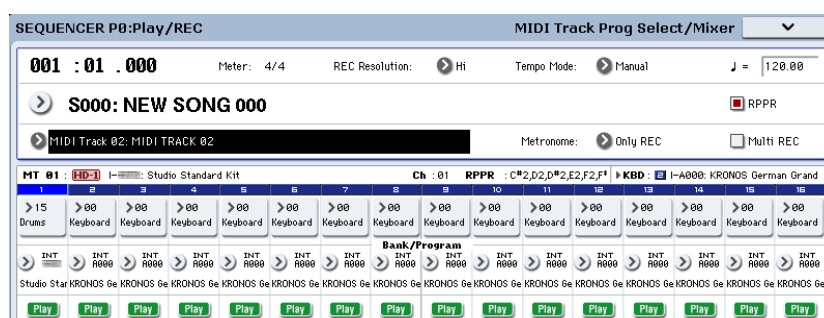 SEQUENCER P0:Play/REC MIDI Track Prog Select/Mixer
001 : 01 . 000 Meter: 4/4 REC Resolution: Hi Tempo Mode: Manual ♩ = 120.00
S000: NEW SONG 000 RPPR
MIDI Track 02: MIDI TRACK 02 Metronome: Only REC Multi REC
MT 01 : HD-1 I- : Studio Standard Kit Ch : 01 RPPR : C#2,D2,D#2,E2,F2,F# KBD : 2 I-A000: KRONOS German Grand
1 2 3 4 5 6 7 8 9 10 11 12 13 14 15 16
15 00 00 00 00 00 00 00 00 00 00 00 00 00 00 00
Drums Keyboard Keyboard Keyboard Keyboard Keyboard Keyboard Keyboard Keyboard Keyboard Keyboard Keyboard Keyboard Keyboard Keyboard Keyboard
Bank/Program
INT INT INT INT INT INT INT INT INT INT INT INT INT INT INT INT
A000 A000 A000 A000 A000 A000 A000 A000 A000 A000 A000 A000 A000 A000 A000
Studio Star KRONOS Ge KRONOS Ge KRONOS Ge KRONOS Ge KRONOS Ge KRONOS Ge KRONOS Ge KRONOS Ge KRONOS Ge KRONOS Ge KRONOS Ge KRONOS Ge KRONOS Ge KRONOS Ge KRONOS Ge
Play Play Play Play Play Play Play Play Play Play Play Play Play Play Play Play